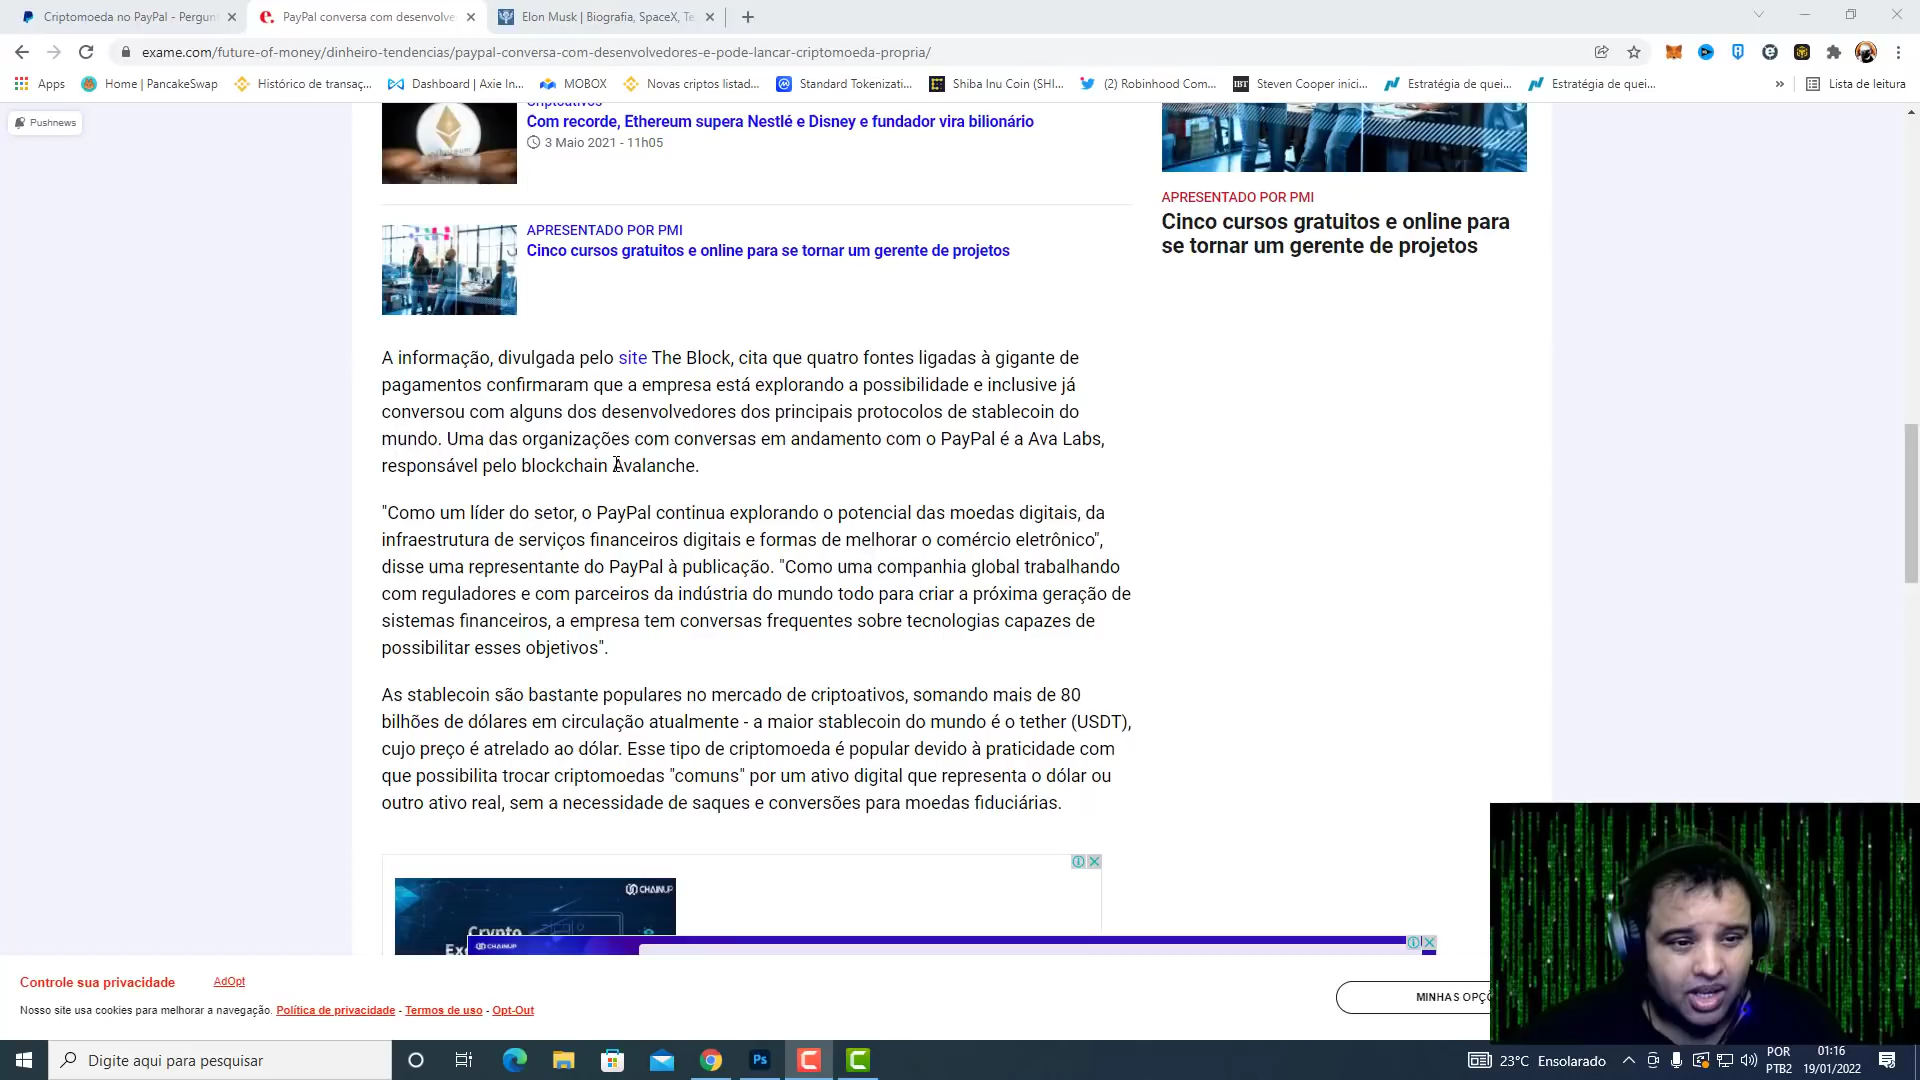 Criptomoeda no PayPal - Pergun
PayPal conversa com desenvolve
Elon Musk | Biografia, SpaceX, Te
exame.com/future-of-money/dinheiro-tendencias/paypal-conversa-com-desenvolvedores-e-pode-lancar-criptomoeda-propria/
Apps
Home | PancakeSwap
Histórico de transaç...
Dashboard | Axie In...
MOBOX
Novas criptos listad...
Standard Tokenizati...
Shiba Inu Coin (SHI...
(2) Robinhood Com...
Steven Cooper inici...
Estratégia de quei...
Estratégia de quei...
»
Lista de leitura
Pushnews
Criptoativos
Com recorde, Ethereum supera Nestlé e Disney e fundador vira bilionário
3 Maio 2021 - 11h05
APRESENTADO POR PMI
Cinco cursos gratuitos e online para se tornar um gerente de projetos
APRESENTADO POR PMI
Cinco cursos gratuitos e online para
se tornar um gerente de projetos
A informação, divulgada pelo site The Block, cita que quatro fontes ligadas à gigante de
pagamentos confirmaram que a empresa está explorando a possibilidade e inclusive já
conversou com alguns dos desenvolvedores dos principais protocolos de stablecoin do
mundo. Uma das organizações com conversas em andamento com o PayPal é a Ava Labs,
responsável pelo blockchain Avalanche.
"Como um líder do setor, o PayPal continua explorando o potencial das moedas digitais, da
infraestrutura de serviços financeiros digitais e formas de melhorar o comércio eletrônico",
disse uma representante do PayPal à publicação. "Como uma companhia global trabalhando
com reguladores e com parceiros da indústria do mundo todo para criar a próxima geração de
sistemas financeiros, a empresa tem conversas frequentes sobre tecnologias capazes de
possibilitar esses objetivos".
As stablecoin são bastante populares no mercado de criptoativos, somando mais de 80
bilhões de dólares em circulação atualmente - a maior stablecoin do mundo é o tether (USDT),
cujo preço é atrelado ao dólar. Esse tipo de criptomoeda é popular devido à praticidade com
que possibilita trocar criptomoedas "comuns" por um ativo digital que representa o dólar ou
outro ativo real, sem a necessidade de saques e conversões para moedas fiduciárias.
CHAINUP
Crypto
CHAINUP
Controle sua privacidade
AdOpt
Nosso site usa cookies para melhorar a navegação. Política de privacidade - Termos de uso - Opt-Out
MINHAS OPÇÕ
Digite aqui para pesquisar
Ps
23°C Ensolarado
POR
PTB2
01:16
19/01/2022